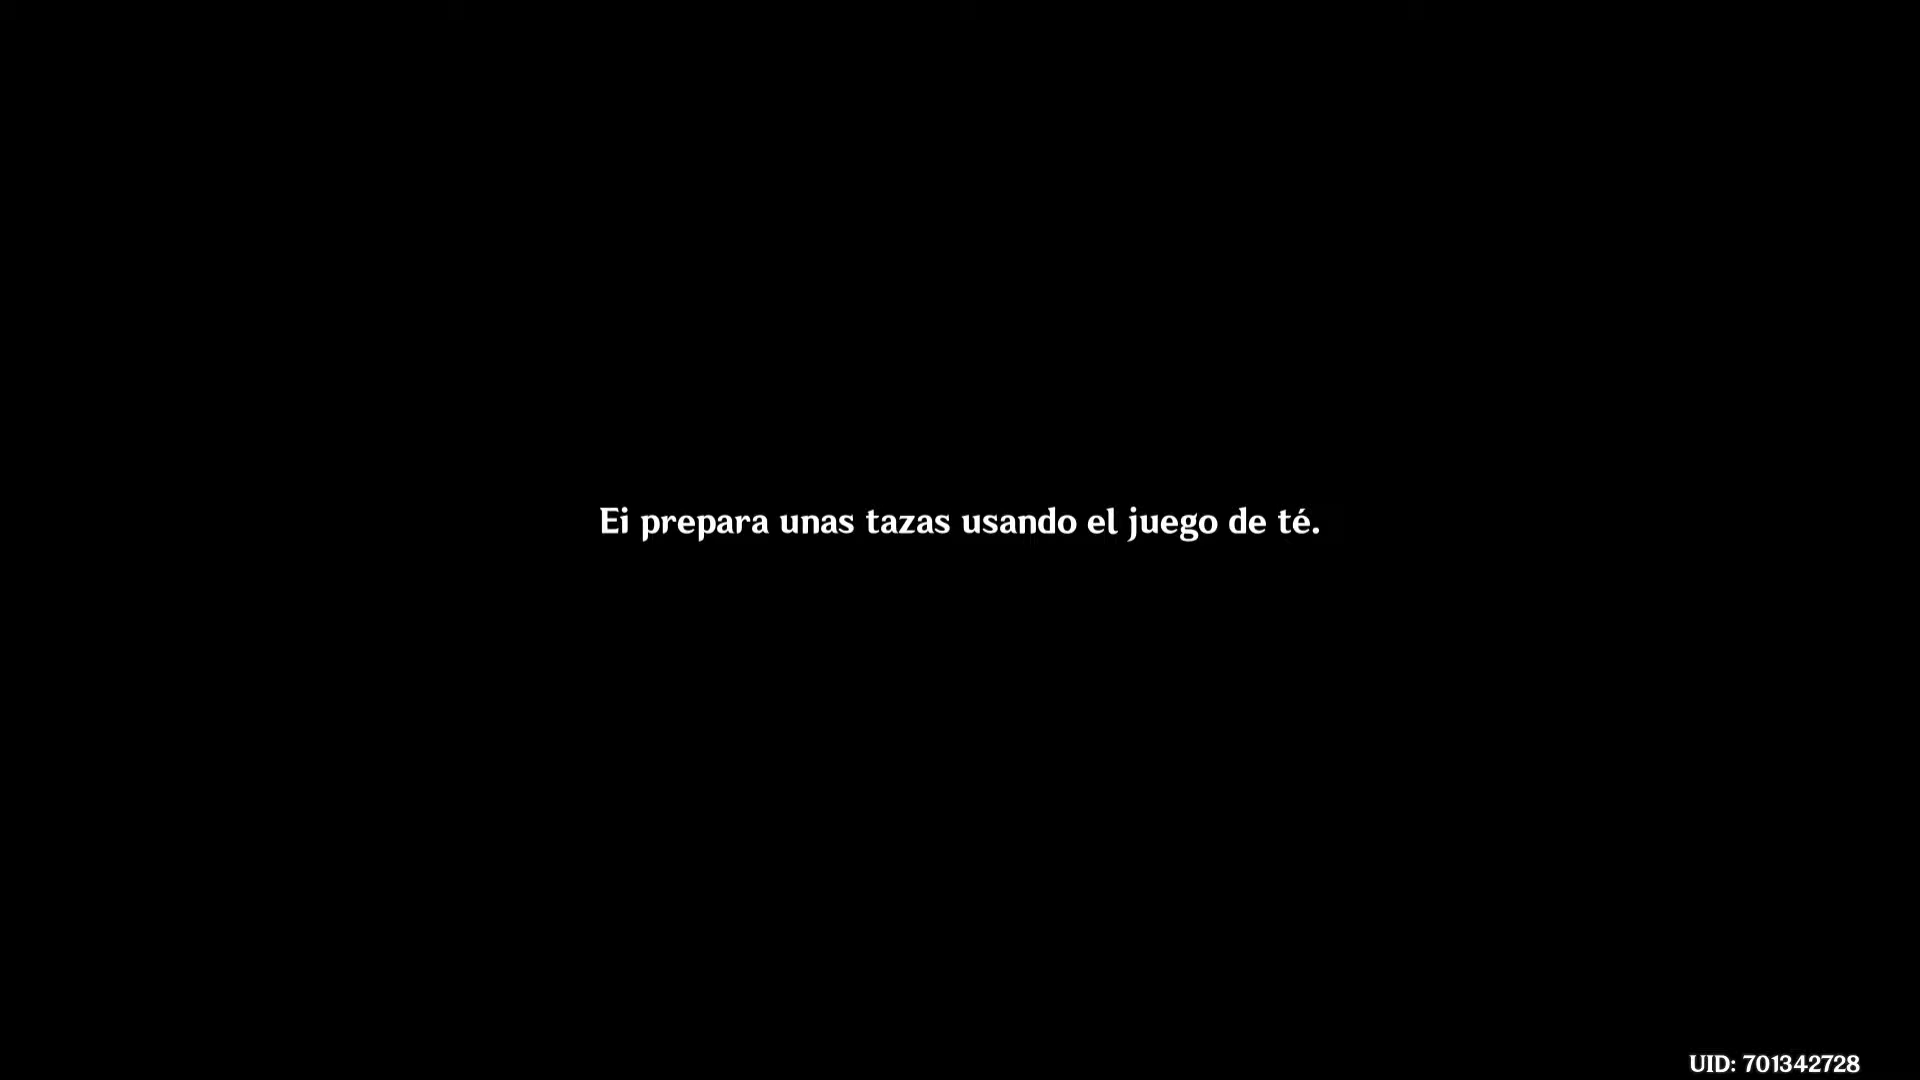 Ei prepara unas tazas usando el juego de té.
UID: 701342728